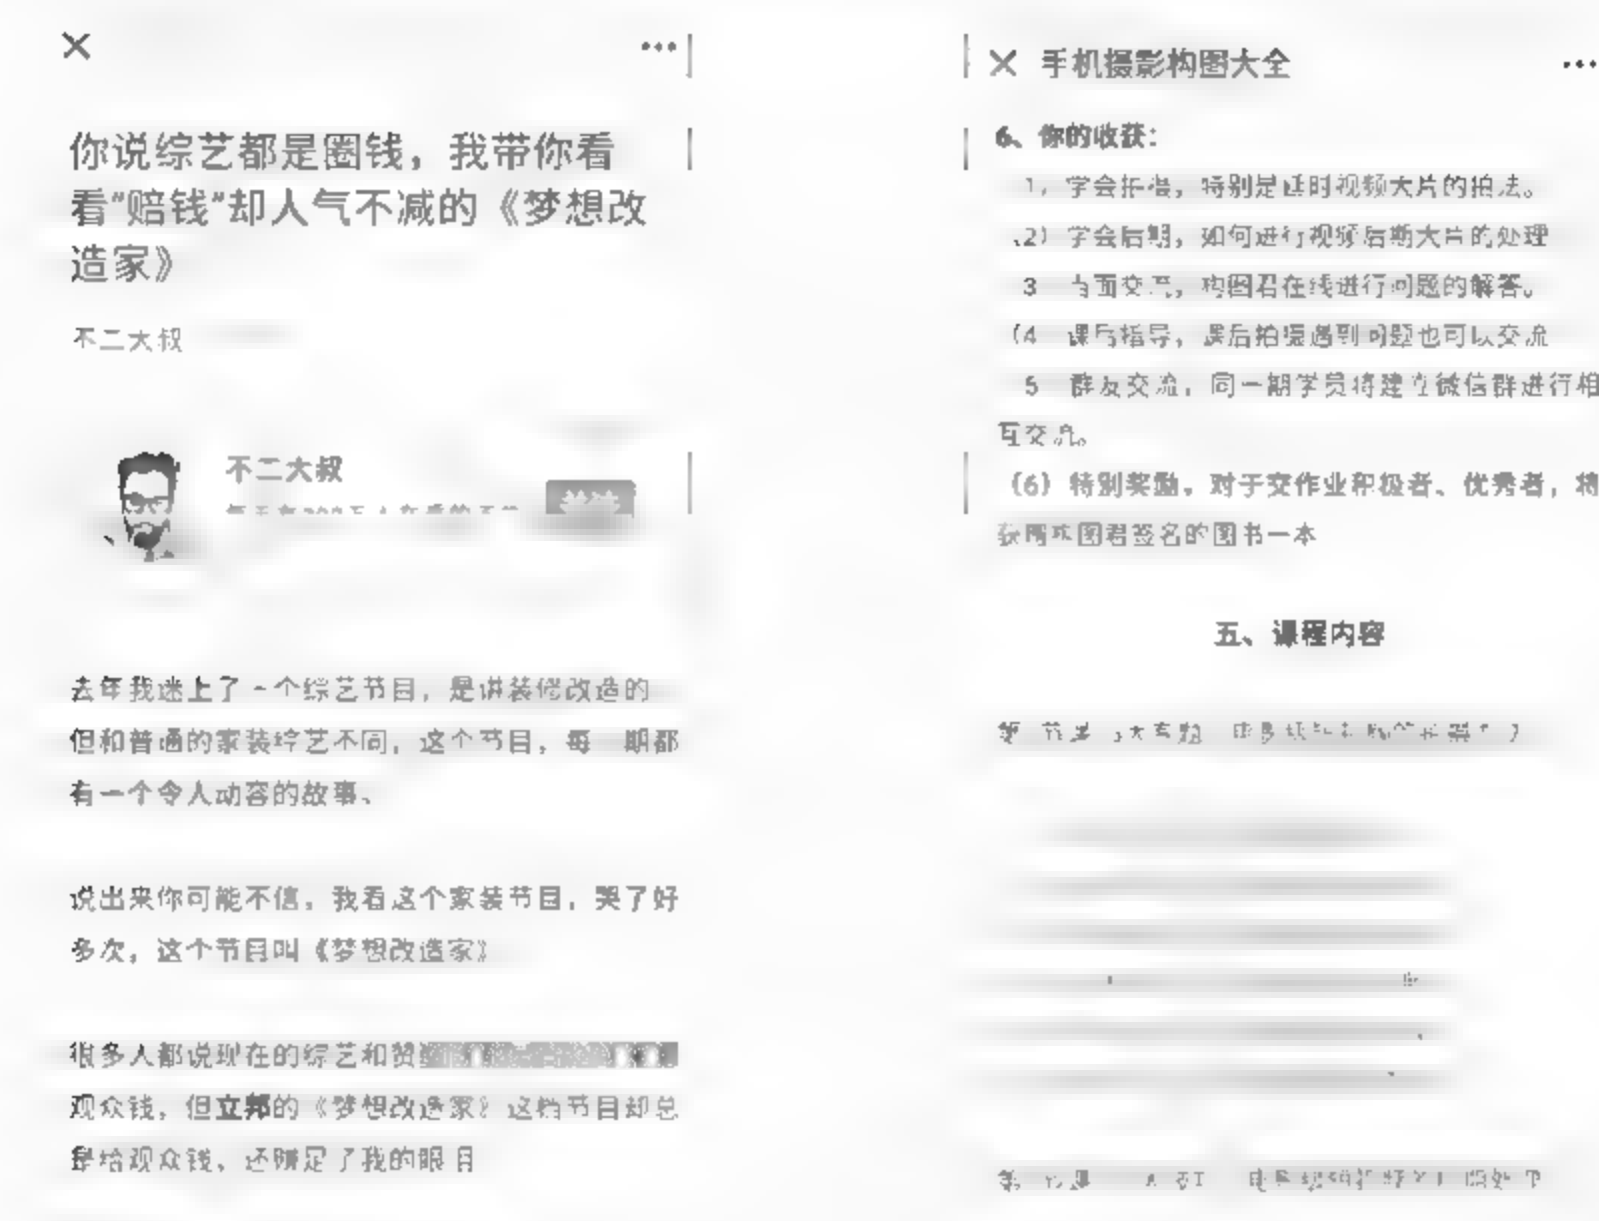 你说综艺都是圈钱，我带你看
看"赔钱"却人气不减的《梦想改
造家》
不二大叔
不二大叔
去年我迷上了一个综艺节目，是讲装修改造的
但和普通的家装综艺不同，这个节目，每 期都
有一个令人动容的故事、
说出来你可能不信，我看这个家装节目，哭了好
多次，这个节目叫《梦想改造家》
很多人都说现在的综艺和赞
观众钱，但立邦的《梦想改造家》这档节目却总
是给观众钱、还赚足了我的眼目
手机摄影构图大全
6、你的收获：
1，学会拍摄，特别是延时视频大片的拍法。
2）学会后期，如何进行视频后期大片的处理
3 当面交流，构图君在线进行问题的解答。
（4 课后指导，课后拍摄遇到问题也可以交流
5 群友交流，同一期学员将建立微信群进行相
互交流。
（6）特别奖励，对于交作业积极者、优秀者，将
获赠构图君签名的图书一本
五、课程内容